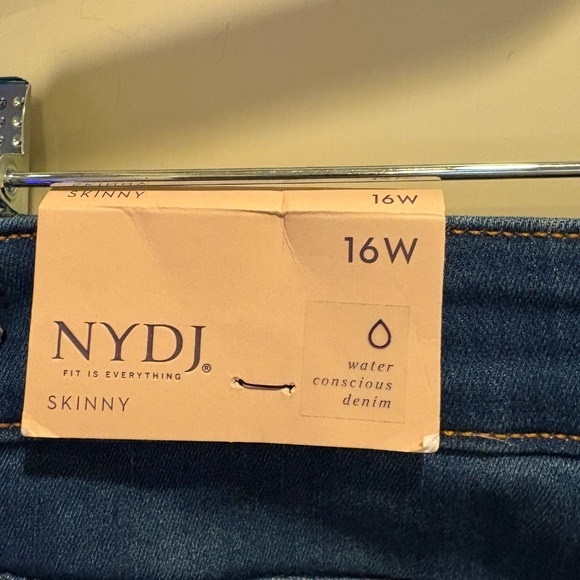 SKINNY 16W
16W
NYDJ®
FIT IS EVERYTHING
SKINNY
water
conscious
denim